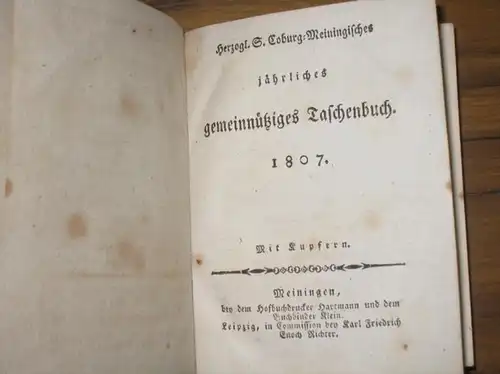 Herzogl. S. Coburg-Meiningisches
jährliches
gemeinnütziges Taschenbuch.
1807.
Mit Kupfern.
Meiningen,
bey dem Hofbuchdrucker Hartmann und dem
Buchbinder Klein.
Leipzig, in Commission bey Karl Friedrich
Enoch Richter.